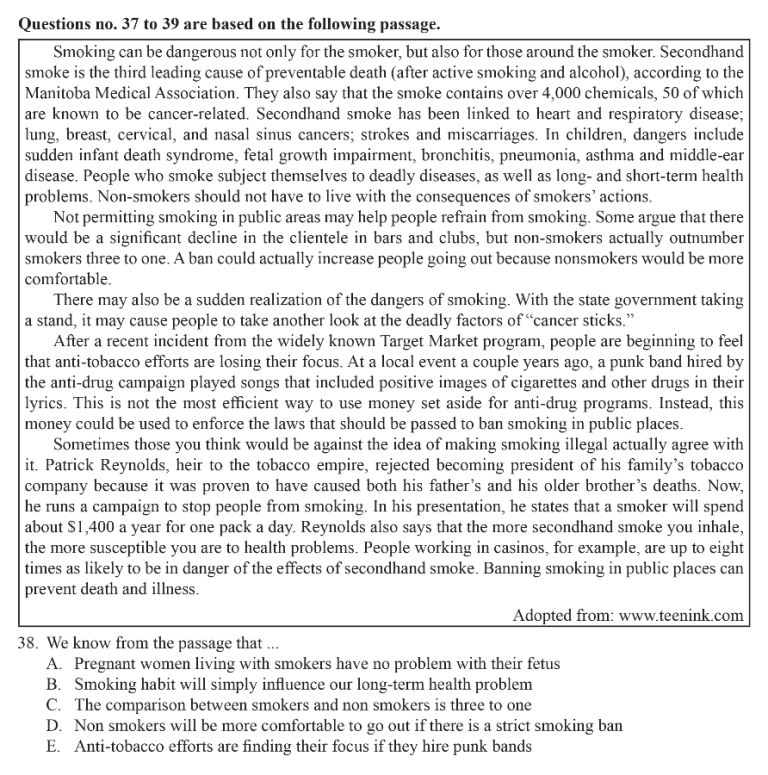 Questions no. 37 to 39 are based on the following passage.
Smoking can be dangerous not only for the smoker, but also for those around the smoker. Secondhand
smoke is the third leading cause of preventable death (after active smoking and alcohol), according to the
Manitoba Medical Association. They also say that the smoke contains over 4,000 chemicals, 50 of which
are known to be cancer-related. Secondhand smoke has been linked to heart and respiratory disease;
lung, breast, cervical, and nasal sinus cancers; strokes and miscarriages. In children, dangers include
sudden infant death syndrome, fetal growth impairment, bronchitis, pneumonia, asthma and middle-ear
disease. People who smoke subject themselves to deadly diseases, as well as long- and short-term health
problems. Non-smokers should not have to live with the consequences of smokers' actions.
Not permitting smoking in public areas may help people refrain from smoking. Some argue that there
would be a significant decline in the clientele in bars and clubs, but non-smokers actually outnumber
smokers three to one. A ban could actually increase people going out because nonsmokers would be more
comfortable.
There may also be a sudden realization of the dangers of smoking. With the state government taking
a stand, it may cause people to take another look at the deadly factors of “cancer sticks.”
After a recent incident from the widely known Target Market program, people are beginning to feel
that anti-tobacco efforts are losing their focus. At a local event a couple years ago, a punk band hired by
the anti-drug campaign played songs that included positive images of cigarettes and other drugs in their
lyrics. This is not the most efficient way to use money set aside for anti-drug programs. Instead, this
money could be used to enforce the laws that should be passed to ban smoking in public places.
Sometimes those you think would be against the idea of making smoking illegal actually agree with
it. Patrick Reynolds, heir to the tobacco empire, rejected becoming president of his family's tobacco
company because it was proven to have caused both his father's and his older brother's deaths. Now,
he runs a campaign to stop people from smoking. In his presentation, he states that a smoker will spend
about $1,400 a year for one pack a day. Reynolds also says that the more secondhand smoke you inhale,
the more susceptible you are to health problems. People working in casinos, for example, are up to eight
times as likely to be in danger of the effects of secondhand smoke. Banning smoking in public places can
prevent death and illness.
Adopted from: www.teenink.com
38. We know from the passage that ...
A. Pregnant women living with smokers have no problem with their fetus
B. Smoking habit will simply influence our long-term health problem
C. The comparison between smokers and non smokers is three to one
D. Non smokers will be more comfortable to go out if there is a strict smoking ban
E. Anti-tobacco efforts are finding their focus if they hire punk bands